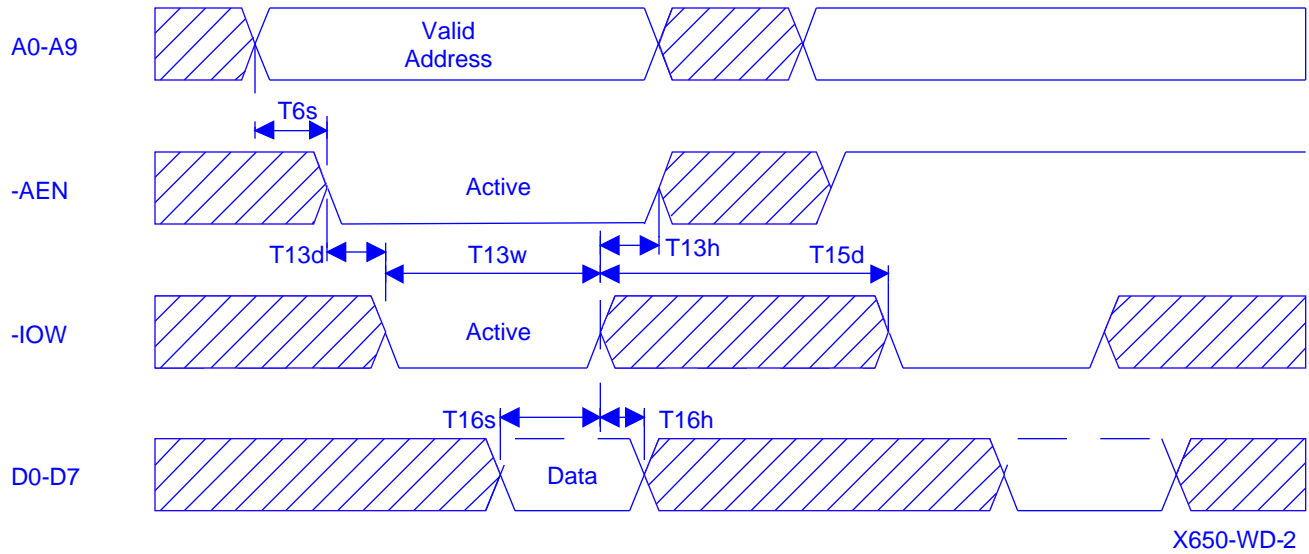 A0-A9
Valid
Address
T6s
-AEN
Active
T13d
T13w
T13h
T15d
-IOW
Active
T16s
T16h
D0-D7
Data
X650-WD-2